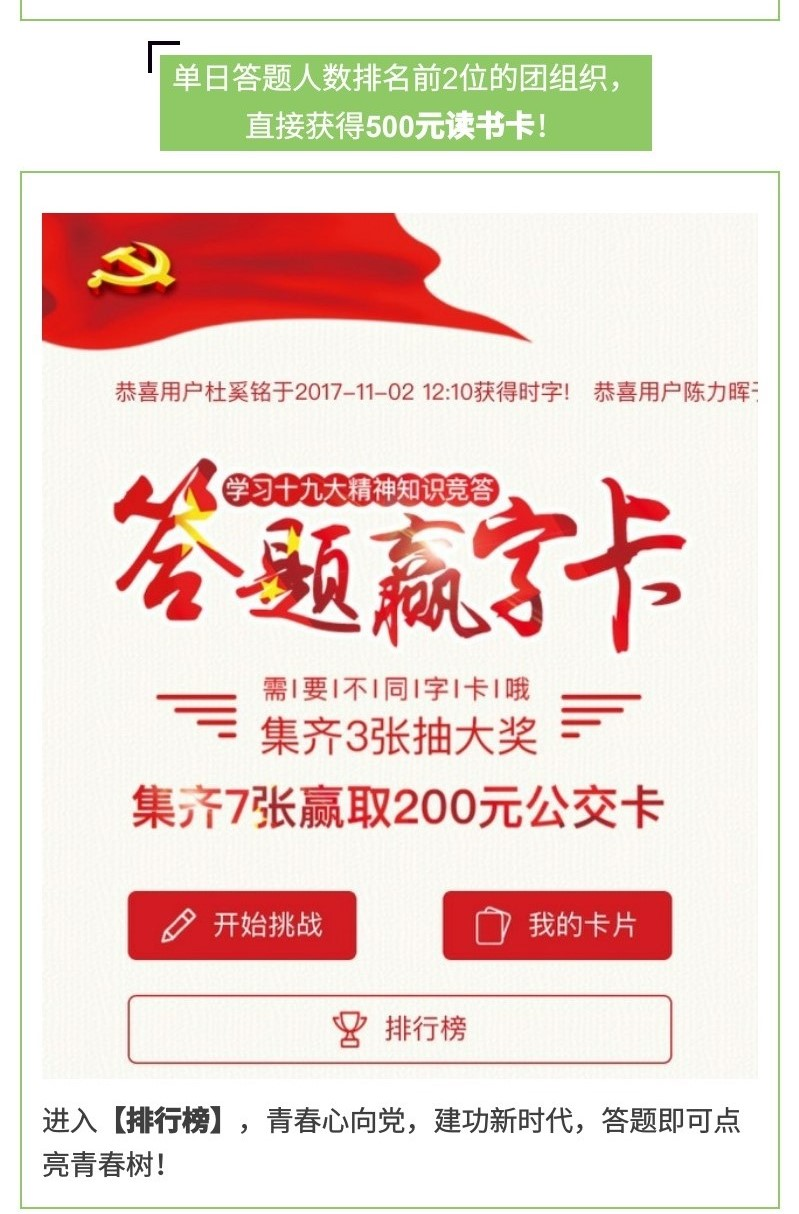 单日答题人数排名前2位的团组织，
直接获得500元读书卡！
恭喜用户杜奚铭于2017-11-02 12:10获得时字! 恭喜用户陈力晖于
学习十九大精神知识竞答
答题赢字卡
需|要|不|同|字|卡|哦
集齐3张抽大奖
集齐7张赢取200元公交卡
开始挑战 我的卡片
排行榜
进入【排行榜】，青春心向党，建功新时代，答题即可点
亮青春树！